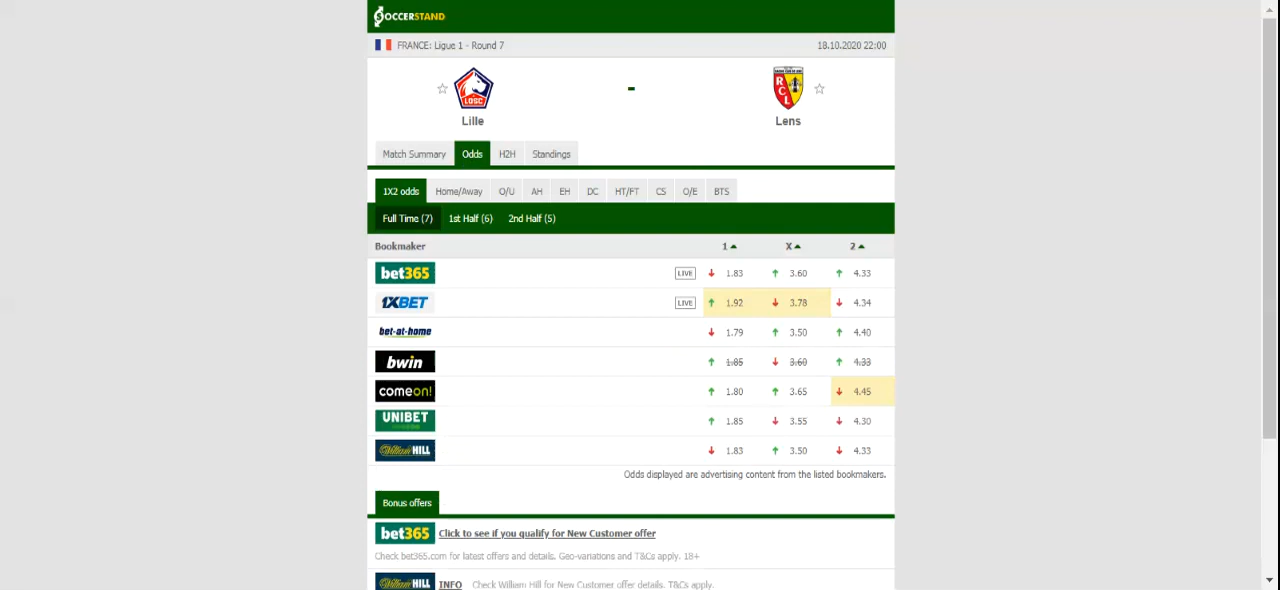 SOCCERSTAND
FRANCE: Ligue 1 - Round 7 18.10.2020 22:00
LOSC RCL
-
Lille Lens
Match Summary Odds H2H Standings
1X2 odds Home/Away O/U AH EH DC HT/FT CS O/E BTS
Full Time (7) 1st Half (6) 2nd Half (5)
Bookmaker 1 X 2
bet365 LIVE 1.83 3.60 4.33
1XBET LIVE 1.92 3.78 4.34
bet-at-home 1.79 3.50 4.40
bwin 1.85 3.60 4.33
comeon! 1.80 3.65 4.45
UNIBET 1.85 3.55 4.30
William HILL 1.83 3.50 4.33
Odds displayed are advertising content from the listed bookmakers.
Bonus offers
bet365 Click to see if you qualify for New Customer offer
Check bet365.com for latest offers and details. Geo-variations and T&Cs apply. 18+
William HILL INFO Check William Hill for New Customer offer details. T&Cs apply.